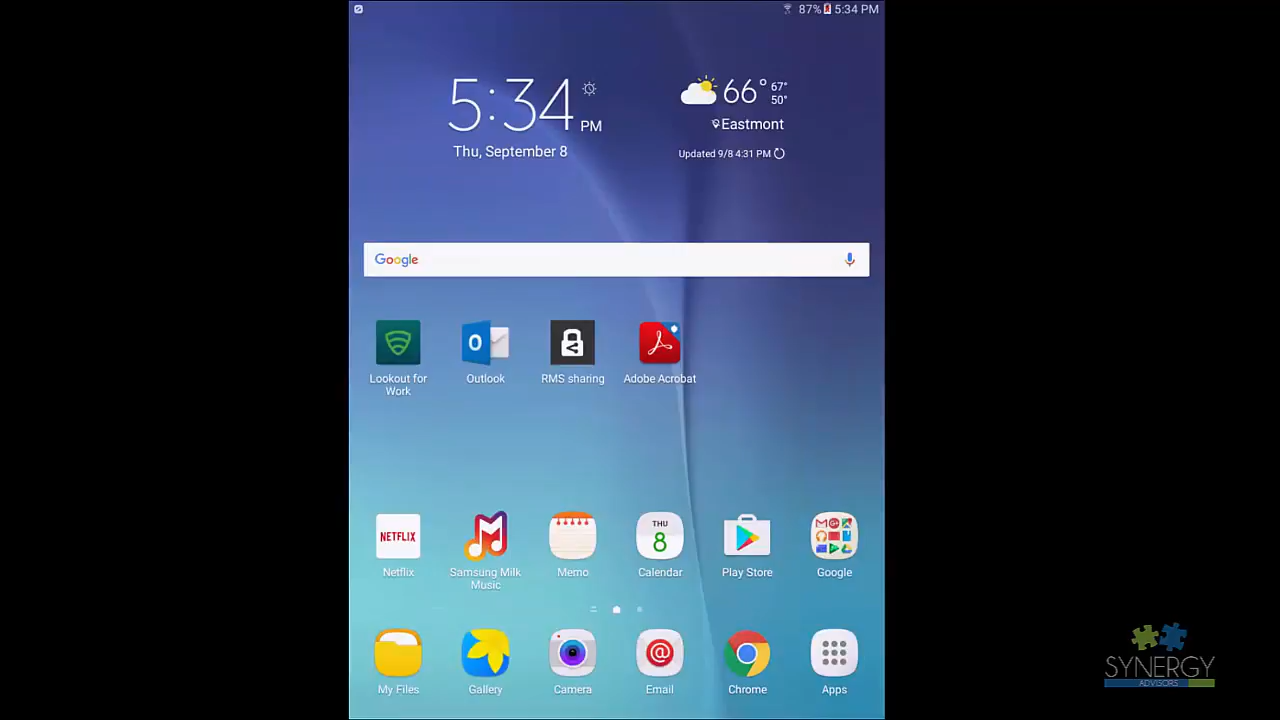 87% 5:34 PM
5:34 PM
Thu, September 8
66° 67° 50°
Eastmont
Updated 9/8 4:31 PM
Google
Lookout for Work
Outlook
RMS sharing
Adobe Acrobat
NETFLIX
THU
8
Netflix
Samsung Milk Music
Memo
Calendar
Play Store
Google
My Files
Gallery
Camera
Email
Chrome
Apps
SYNERGY
ADVISORS